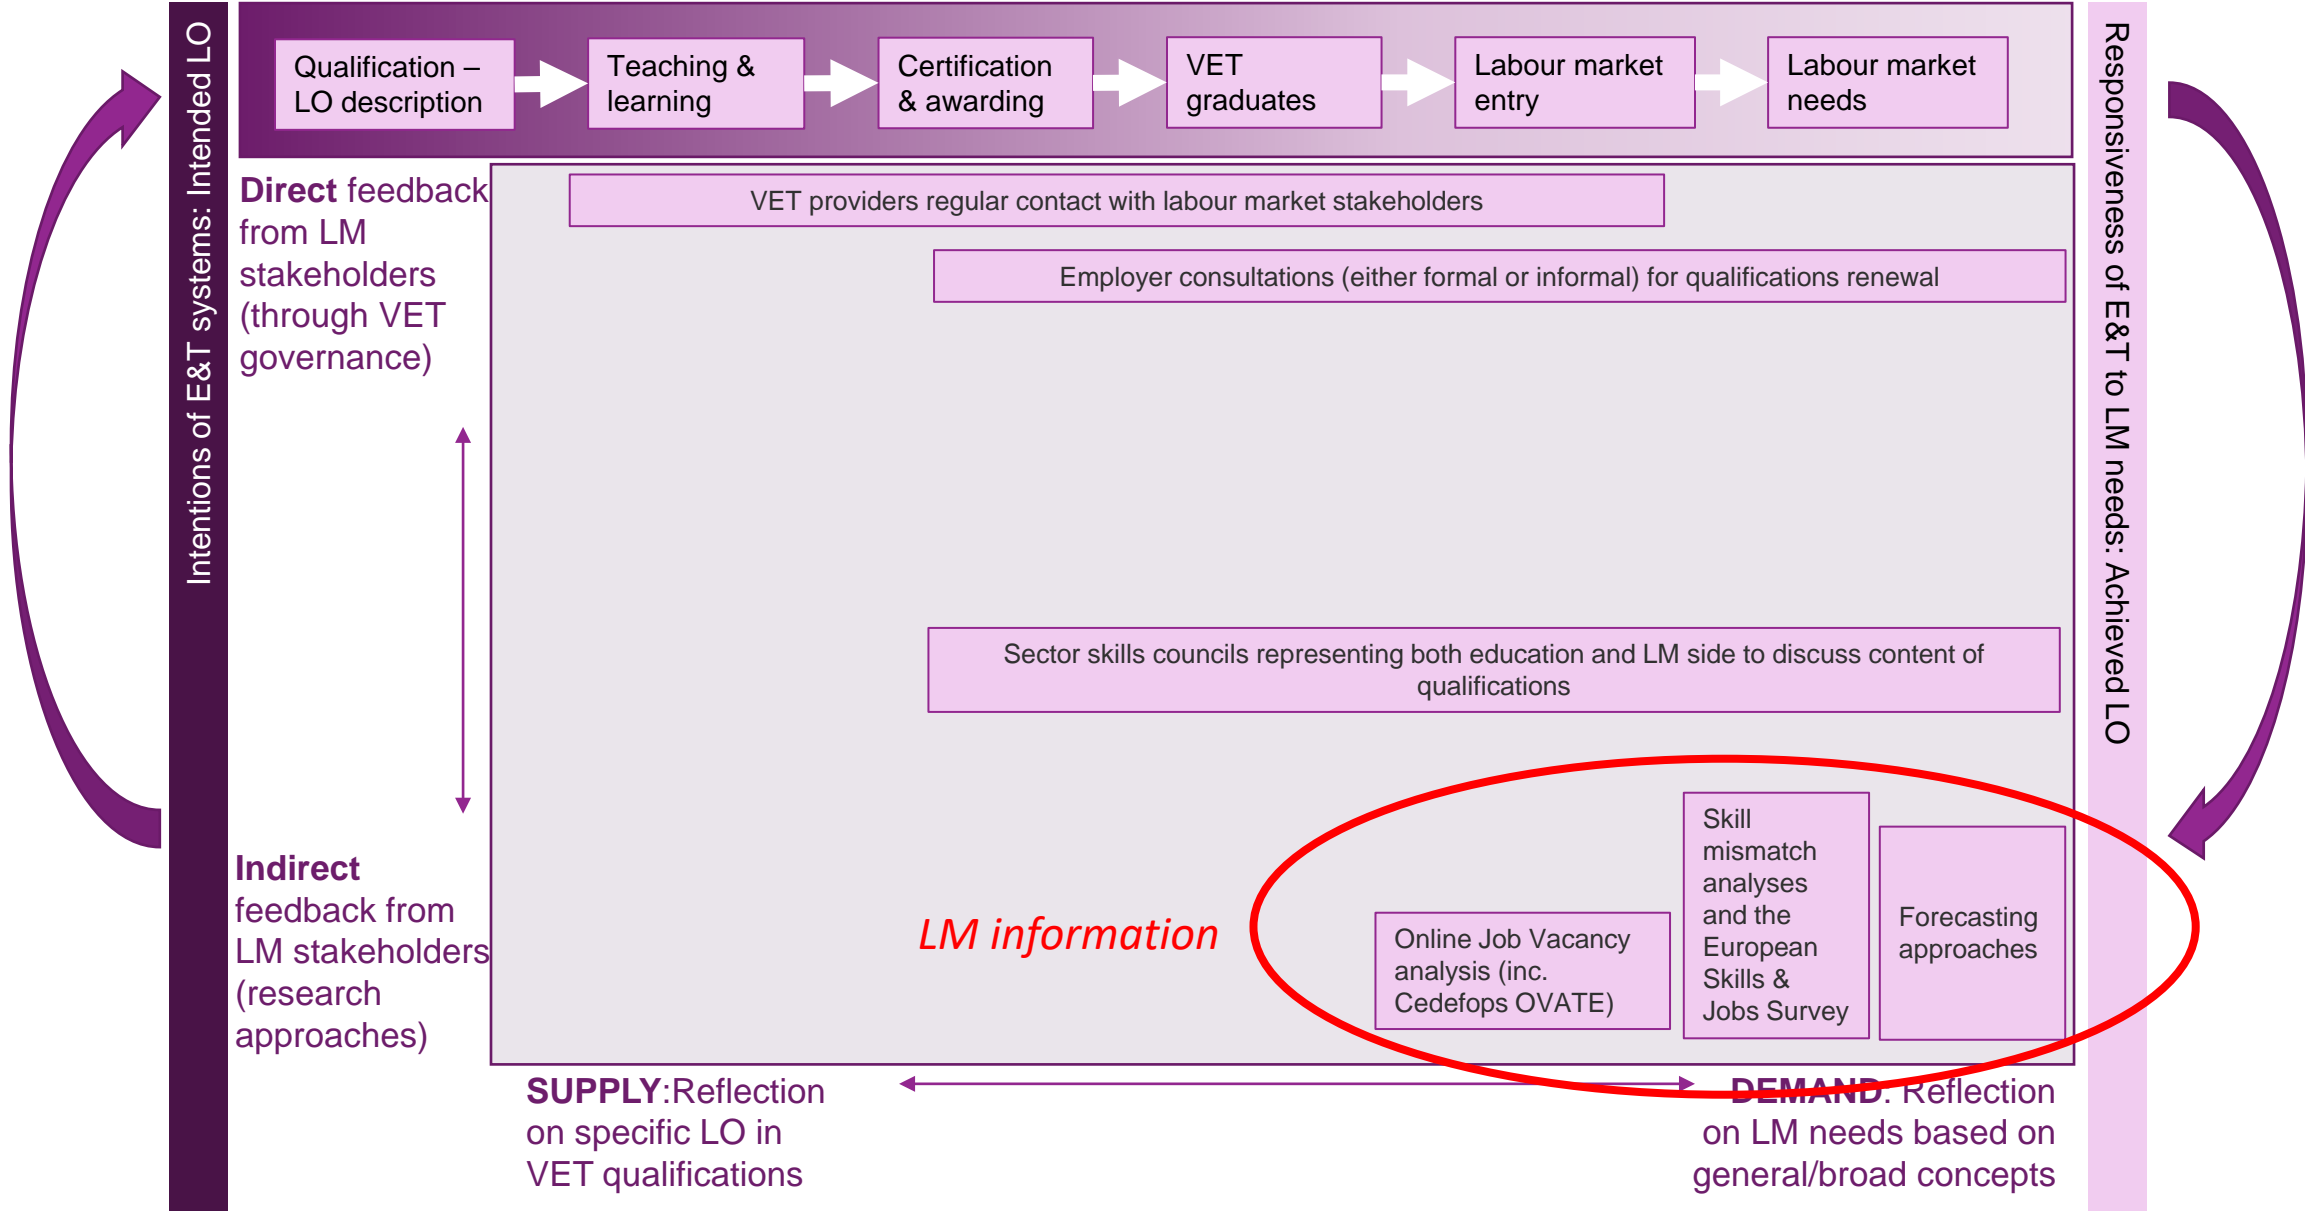 Intentions of E&T systems: Intended LO
Qualification –
LO description
Teaching &
learning
Certification
& awarding
VET
graduates
Labour market
entry
Labour market
needs
Responsiveness of E&T to LM needs: Achieved LO
Direct feedback
from LM
stakeholders
(through VET
governance)
VET providers regular contact with labour market stakeholders
Employer consultations (either formal or informal) for qualifications renewal
Sector skills councils representing both education and LM side to discuss content of
qualifications
Indirect
feedback from
LM stakeholders
(research
approaches)
LM information
Online Job Vacancy
analysis (inc.
Cedefops OVATE)
Skill
mismatch
analyses
and the
European
Skills &
Jobs Survey
Forecasting
approaches
SUPPLY:Reflection
on specific LO in
VET qualifications
DEMAND: Reflection
on LM needs based on
general/broad concepts